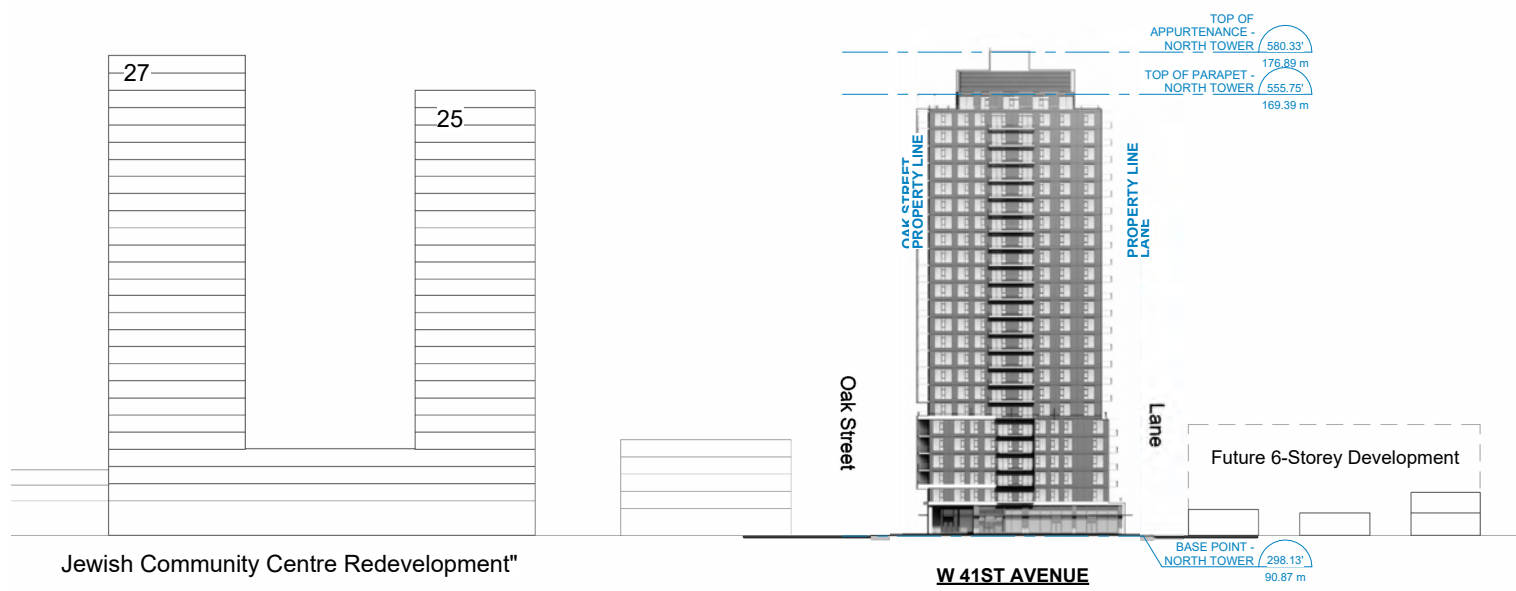 27
25
Jewish Community Centre Redevelopment"
TOP OF
APPURTENANCE -
NORTH TOWER
580.33'
176.89 m
TOP OF PARAPET -
NORTH TOWER
555.75'
169.39 m
OAK STREET
PROPERTY LINE
PROPERTY LINE
LANE
Oak Street
Lane
Future 6-Storey Development
BASE POINT -
NORTH TOWER
298.13'
90.87 m
W 41ST AVENUE